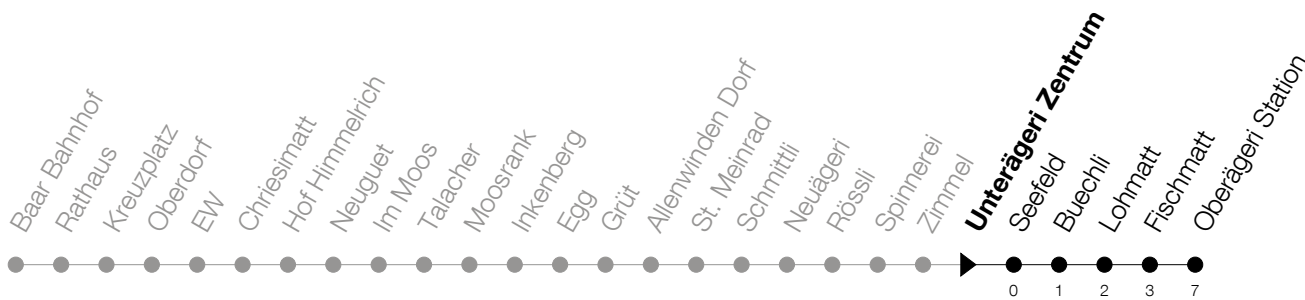 Baar Bahnhof
Rathaus
Kreuzplatz
Oberdorf
EW
Chriesimatt
Hof Himmelrich
Neuguet
Im Moos
Talacher
Moosrank
Inkenberg
Egg
Grüt
Allenwinden Dorf
St. Meinrad
Schmittli
Neuägeri
Rössli
Spinnerei
Zimmel
Unterägeri Zentrum
Seefeld
Buechli
Lohmatt
Fischmatt
Oberägeri Station
0 1 2 3 7